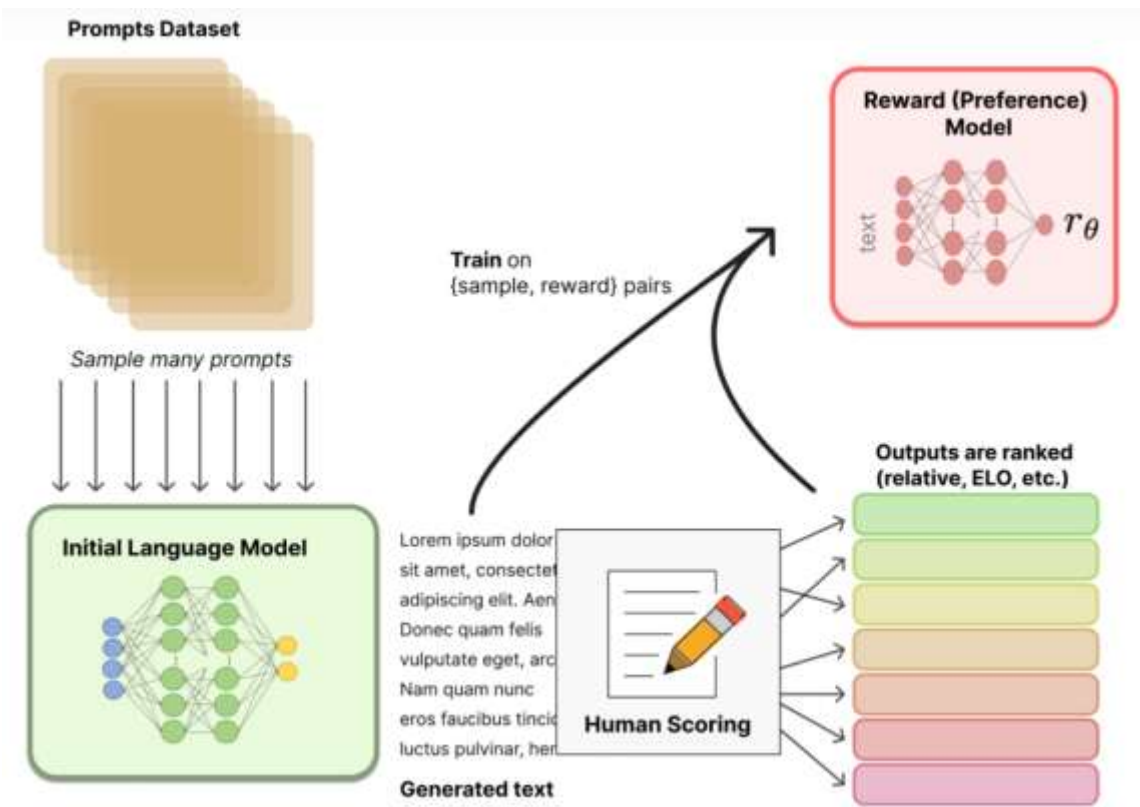 Prompts Dataset
Sample many prompts
Initial Language Model
Train on
{sample, reward} pairs
Lorem ipsum dolor
sit amet, consectet
adipiscing elit. Aen
Donec quam felis
vulputate eget, arc
Nam quam nunc
eros faucibus tincid
luctus pulvinar, her
Generated text
Human Scoring
Reward (Preference)
Model
text
rθ
Outputs are ranked
(relative, ELO, etc.)